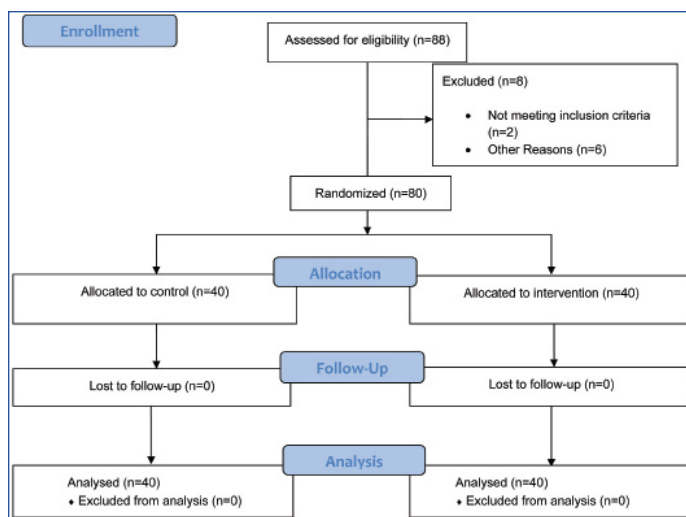 Enrollment
Assessed for eligibility (n=88)
Excluded (n=8)
• Not meeting inclusion criteria
(n=2)
• Other Reasons (n=6)
Randomized (n=80)
Allocation
Allocated to control (n=40)
Allocated to intervention (n=40)
Follow-Up
Lost to follow-up (n=0)
Lost to follow-up (n=0)
Analysis
Analysed (n=40)
♦ Excluded from analysis (n=0)
Analysed (n=40)
♦ Excluded from analysis (n=0)